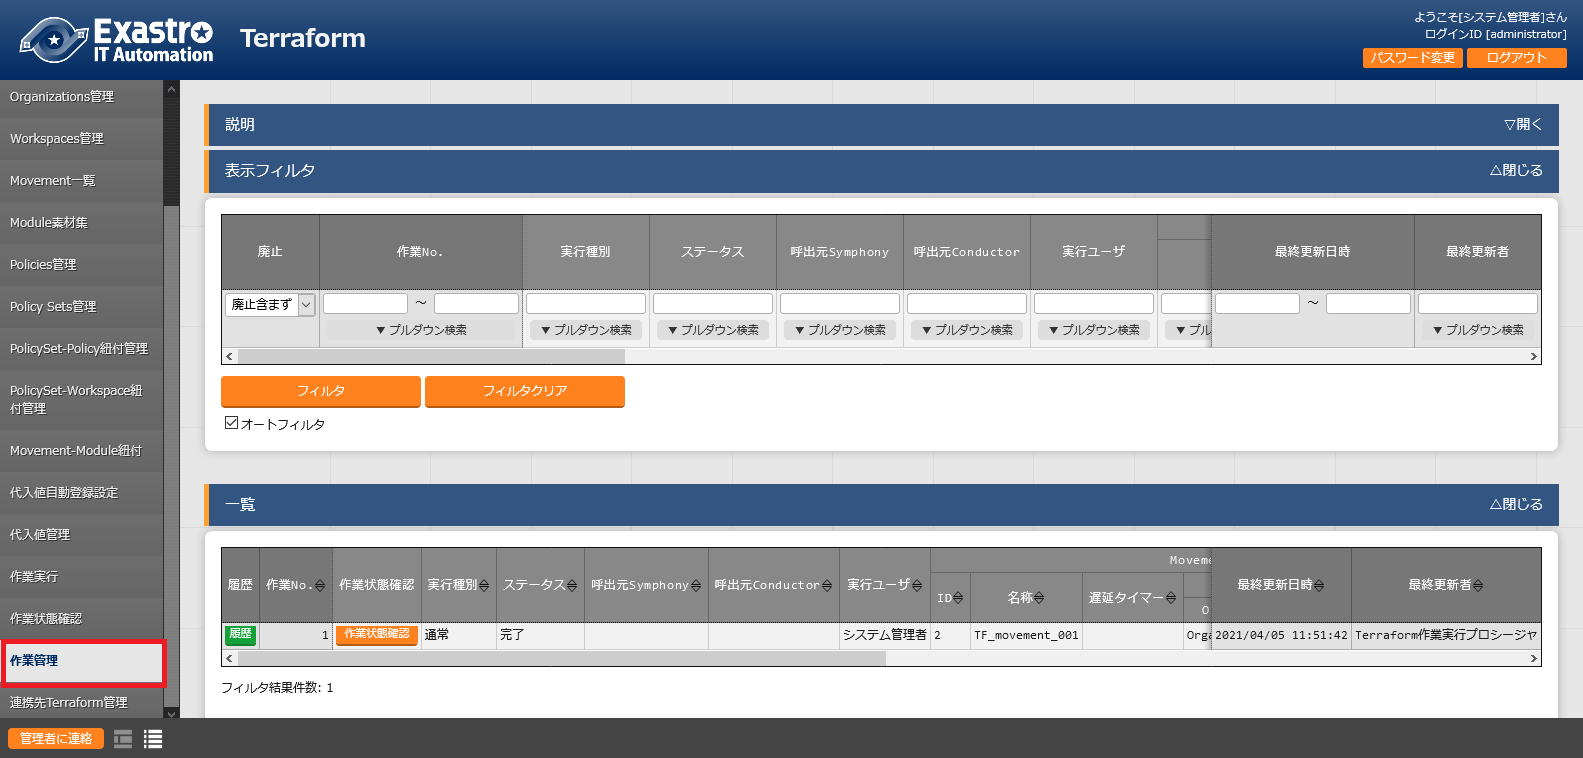 Exastro
IT Automation
Terraform
ようこそ[システム管理者]さん
ログインID [administrator]
パスワード変更
ログアウト
Organizations管理
Workspaces管理
Movement一覧
Module素材集
Policies管理
Policy Sets管理
PolicySet-Policy紐付管理
PolicySet-Workspace紐
付管理
Movement-Module紐付
代入値自動登録設定
代入値管理
作業実行
作業状態確認
作業管理
連携先Terraform管理
管理者に連絡
説明
▽開く
表示フィルタ
△閉じる
廃止
作業No.
実行種別
ステータス
呼出元Symphony
呼出元Conductor
実行ユーザ
最終更新日時
最終更新者
廃止含まず
～
～
▼プルダウン検索
▼プルダウン検索
▼プルダウン検索
▼プルダウン検索
▼プルダウン検索
▼プルダウン検索
▼プル
▼プルダウン検索
フィルタ
フィルタクリア
オートフィルタ
一覧
△閉じる
履歴
作業No.
作業状態確認
実行種別
ステータス
呼出元Symphony
呼出元Conductor
実行ユーザ
Moveme
ID
名称
遅延タイマー
O
最終更新日時
最終更新者
履歴
1
作業状態確認
通常
完了
システム管理者
2
TF_movement_001
Orga
2021/04/05 11:51:42
Terraform作業実行プロシージャ
フィルタ結果件数: 1